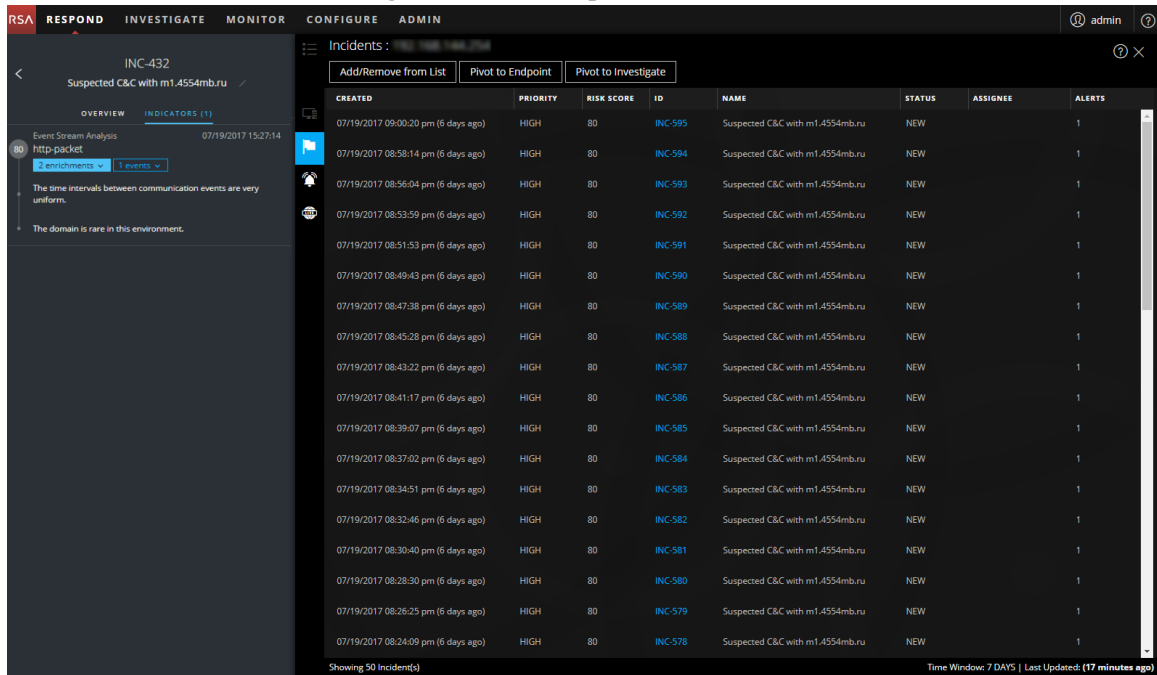 RSA RESPOND INVESTIGATE MONITOR CONFIGURE ADMIN admin ?
INC-432
Suspected C&C with m1.4554mb.ru
OVERVIEW INDICATORS (1)
Event Stream Analysis 07/19/2017 15:27:14
80 http-packet
2 enrichments 1 events
The time intervals between communication events are very
uniform.
The domain is rare in this environment.
Incidents :
Add/Remove from List Pivot to Endpoint Pivot to Investigate
CREATED PRIORITY RISK SCORE ID NAME STATUS ASSIGNEE ALERTS
07/19/2017 09:00:20 pm (6 days ago) HIGH 80 INC-595 Suspected C&C with m1.4554mb.ru NEW 1
07/19/2017 08:58:14 pm (6 days ago) HIGH 80 INC-594 Suspected C&C with m1.4554mb.ru NEW 1
07/19/2017 08:56:04 pm (6 days ago) HIGH 80 INC-593 Suspected C&C with m1.4554mb.ru NEW 1
LIVE
07/19/2017 08:53:59 pm (6 days ago) HIGH 80 INC-592 Suspected C&C with m1.4554mb.ru NEW 1
07/19/2017 08:51:53 pm (6 days ago) HIGH 80 INC-591 Suspected C&C with m1.4554mb.ru NEW 1
07/19/2017 08:49:43 pm (6 days ago) HIGH 80 INC-590 Suspected C&C with m1.4554mb.ru NEW 1
07/19/2017 08:47:38 pm (6 days ago) HIGH 80 INC-589 Suspected C&C with m1.4554mb.ru NEW 1
07/19/2017 08:45:28 pm (6 days ago) HIGH 80 INC-588 Suspected C&C with m1.4554mb.ru NEW 1
07/19/2017 08:43:22 pm (6 days ago) HIGH 80 INC-587 Suspected C&C with m1.4554mb.ru NEW 1
07/19/2017 08:41:17 pm (6 days ago) HIGH 80 INC-586 Suspected C&C with m1.4554mb.ru NEW 1
07/19/2017 08:39:07 pm (6 days ago) HIGH 80 INC-585 Suspected C&C with m1.4554mb.ru NEW 1
07/19/2017 08:37:02 pm (6 days ago) HIGH 80 INC-584 Suspected C&C with m1.4554mb.ru NEW 1
07/19/2017 08:34:51 pm (6 days ago) HIGH 80 INC-583 Suspected C&C with m1.4554mb.ru NEW 1
07/19/2017 08:32:46 pm (6 days ago) HIGH 80 INC-582 Suspected C&C with m1.4554mb.ru NEW 1
07/19/2017 08:30:40 pm (6 days ago) HIGH 80 INC-581 Suspected C&C with m1.4554mb.ru NEW 1
07/19/2017 08:28:30 pm (6 days ago) HIGH 80 INC-580 Suspected C&C with m1.4554mb.ru NEW 1
07/19/2017 08:26:25 pm (6 days ago) HIGH 80 INC-579 Suspected C&C with m1.4554mb.ru NEW 1
07/19/2017 08:24:09 pm (6 days ago) HIGH 80 INC-578 Suspected C&C with m1.4554mb.ru NEW 1
Showing 50 Incident(s) Time Window: 7 DAYS | Last Updated: (17 minutes ago)